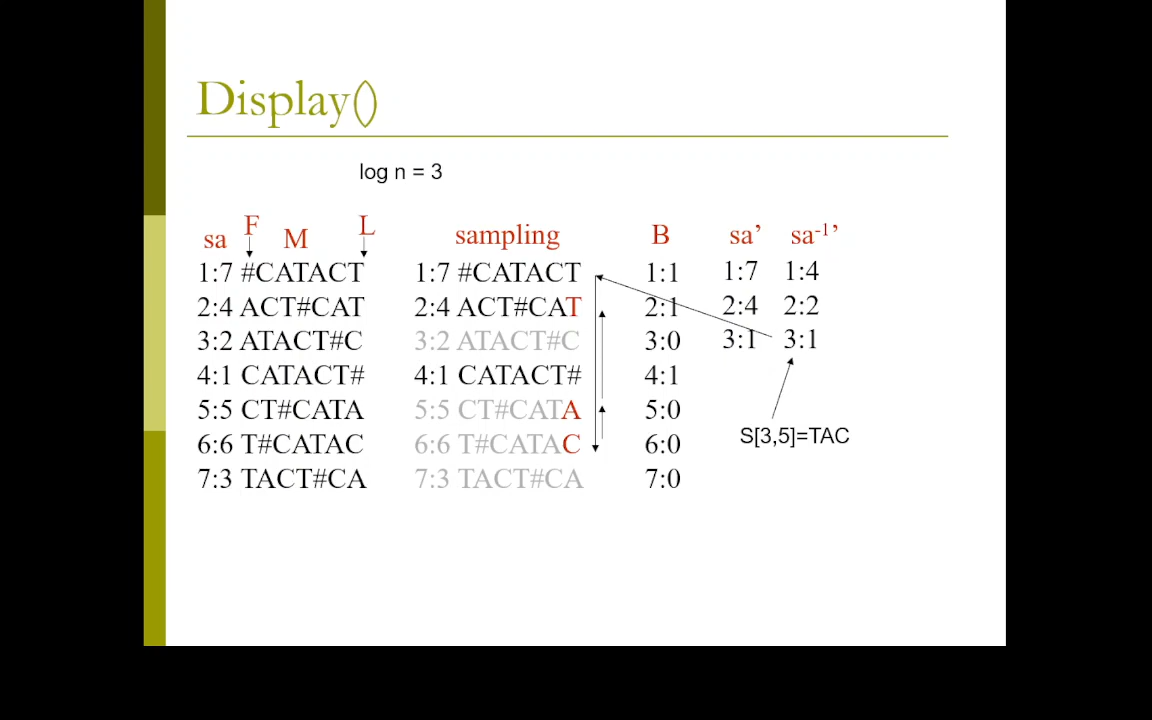 Display()
log n = 3
sa F M L sampling B sa’ sa-1’
1:7 #CATACT 1:7 #CATACT 1:1 1:7 1:4
2:4 ACT#CAT 2:4 ACT#CAT 2:1 2:4 2:2
3:2 ATACT#C 3:2 ATACT#C 3:0 3:1 3:1
4:1 CATACT# 4:1 CATACT# 4:1
5:5 CT#CATA 5:5 CT#CATA 5:0
S[3,5]=TAC
6:6 T#CATAC 6:6 T#CATAC 6:0
7:3 TACT#CA 7:3 TACT#CA 7:0